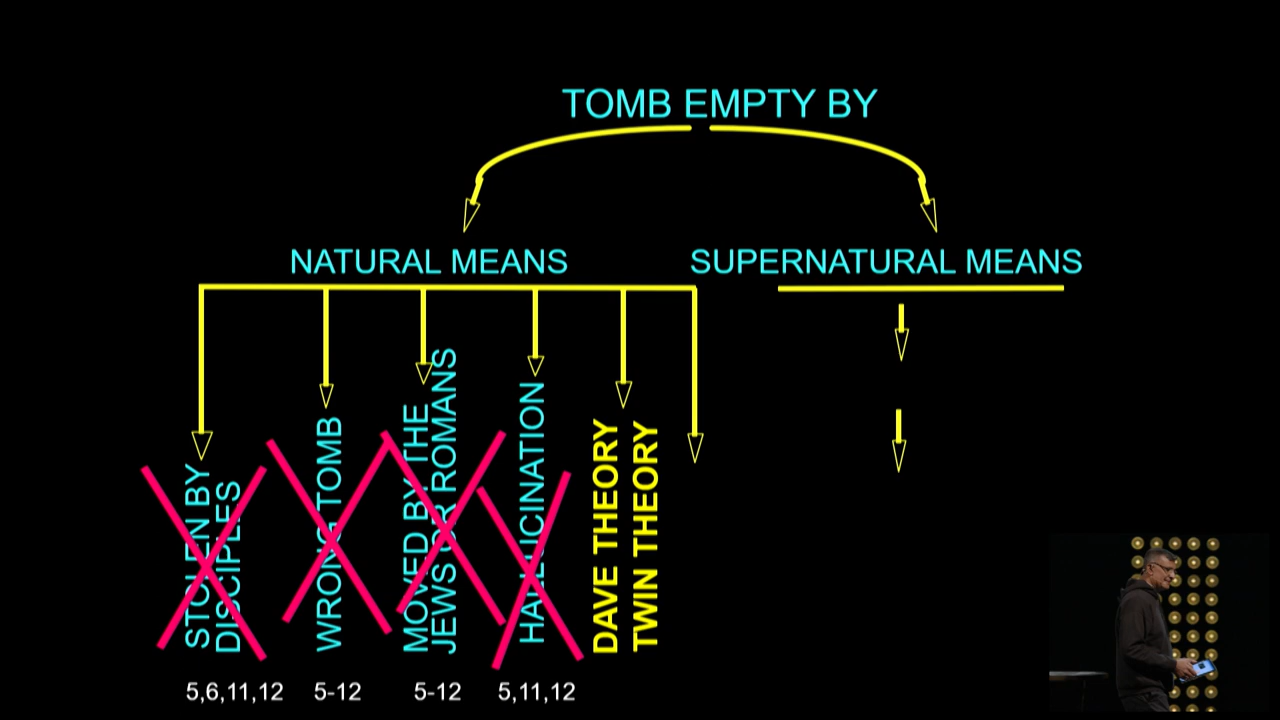 TOMB EMPTY BY
NATURAL MEANS
SUPERNATURAL MEANS
STOLEN BY
DISCIPLES
WRONG TOMB
MOVED BY THE
JEWS OR ROMANS
HALLUCINATION
DAVE THEORY
TWIN THEORY
5,6,11,12
5-12
5-12
5,11,12